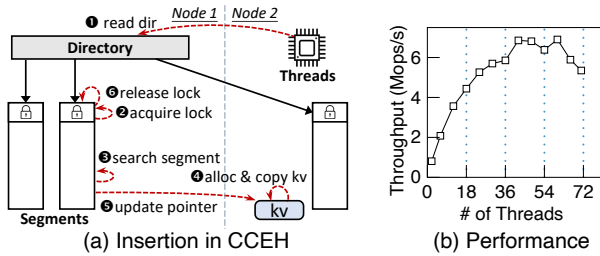 ❶ read dir
Node 1
Node 2
Directory
Threads
❻release lock
❷acquire lock
❸search segment
❹alloc & copy kv
❺update pointer
kv
Segments
(a) Insertion in CCEH
Throughput (Mops/s)
6
4
2
0
0 18 36 54 72
# of Threads
(b) Performance